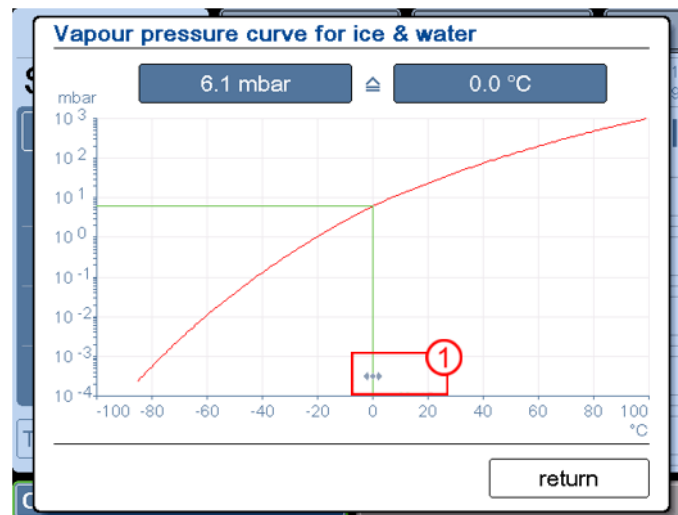 Vapour pressure curve for ice & water
6.1 mbar ≙ 0.0 °C
mbar
10 3
10 2
10 1
10 0
10 -1
10 -2
10 -3
10 -4
-100 -80 -60 -40 -20 0 20 40 60 80 100
°C
1
return